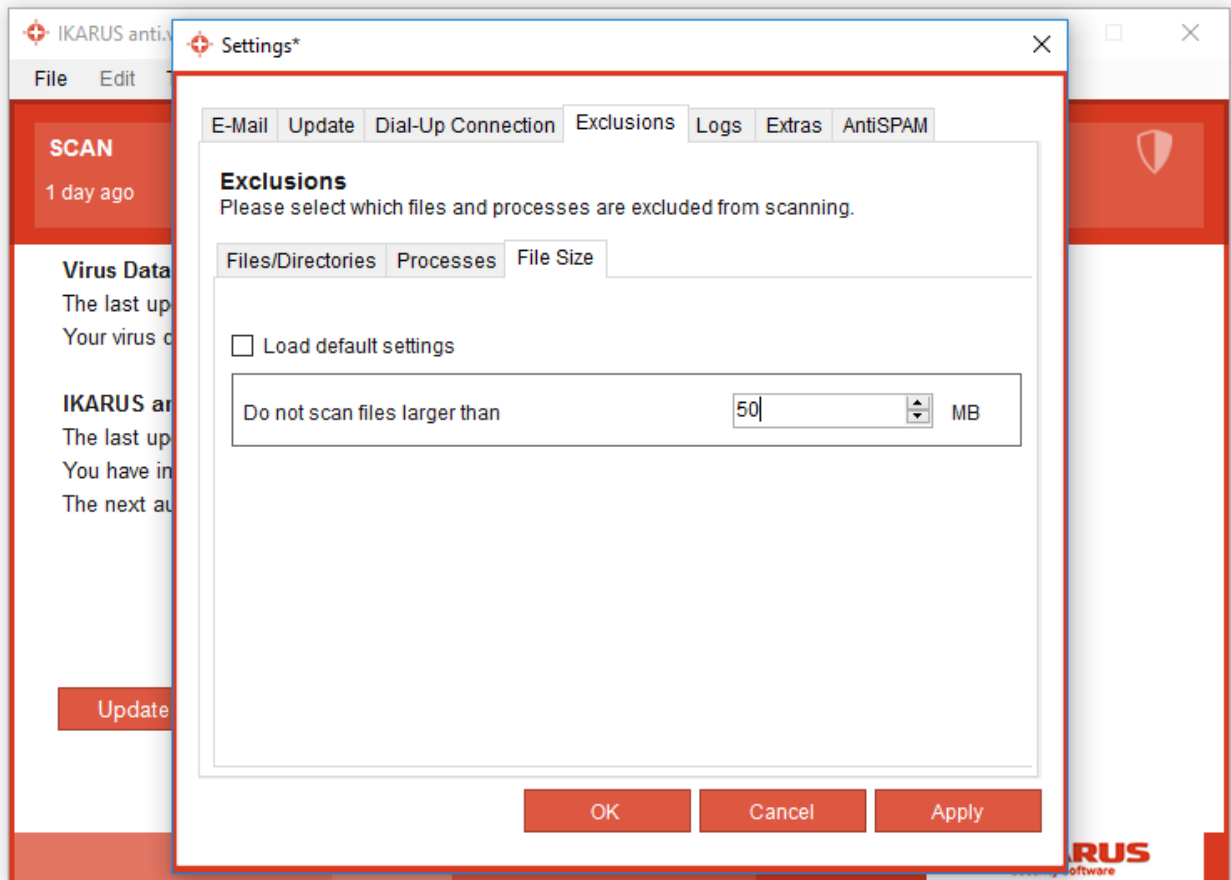 IKARUS anti.v
Settings*
File Edit T
E-Mail Update Dial-Up Connection Exclusions Logs Extras AntiSPAM
SCAN
1 day ago
Exclusions
Please select which files and processes are excluded from scanning.
Files/Directories Processes File Size
Virus Data
The last up
Your virus d
Load default settings
Do not scan files larger than 50 MB
IKARUS an
The last up
You have in
The next au
Update
OK Cancel Apply
RUS
software